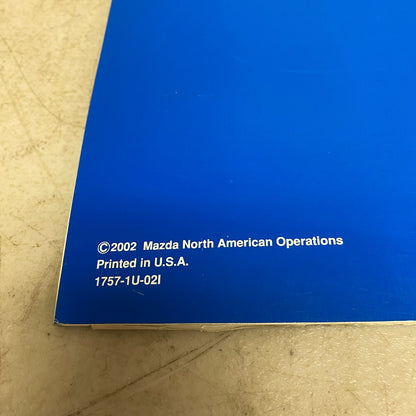 ©2002 Mazda North American Operations
Printed in U.S.A.
1757-1U-02I